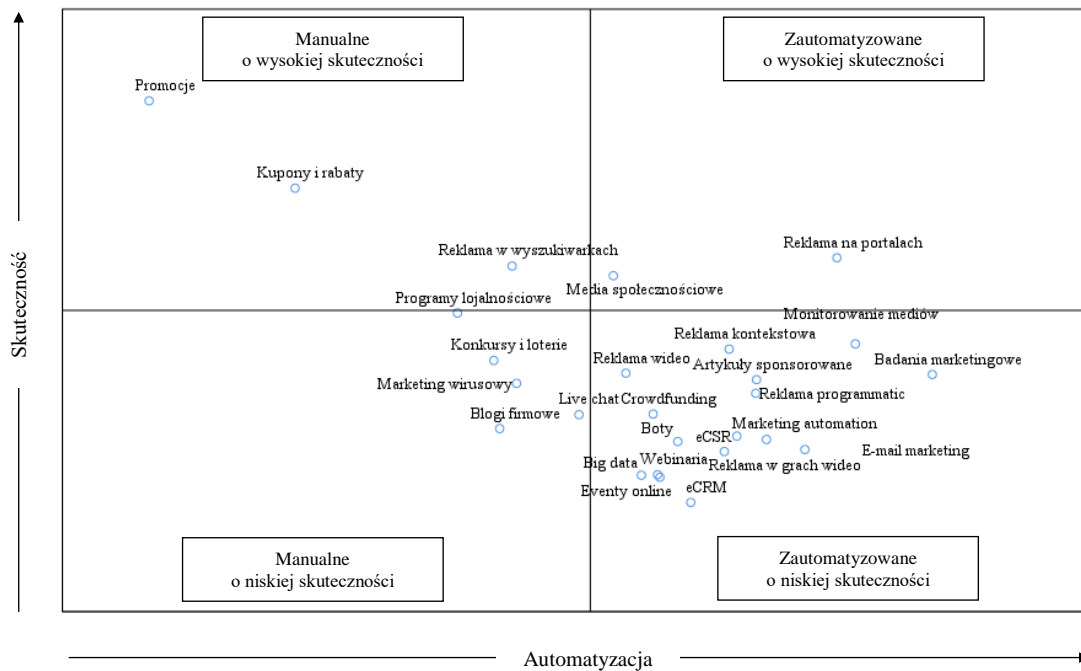 Manualne
o wysokiej skuteczności
Zautomatyzowane
o wysokiej skuteczności
Promocje
Kupony i rabaty
Reklama w wyszukiwarkach
Reklama na portalach
Media społecznościowe
Programy lojalnościowe
Monitorowanie mediów
Reklama kontekstowa
Konkursy i loterie
Reklama wideo
Artykuły sponsorowane
Badania marketingowe
Marketing wirusowy
Reklama programmatic
Live chat
Crowdfunding
Blogi firmowe
Boty
eCSR
Marketing automation
E-mail marketing
Big data
Webinaria
Reklama w grach wideo
Eventy online
eCRM
Manualne
o niskiej skuteczności
Zautomatyzowane
o niskiej skuteczności
Skuteczność
Automatyzacja